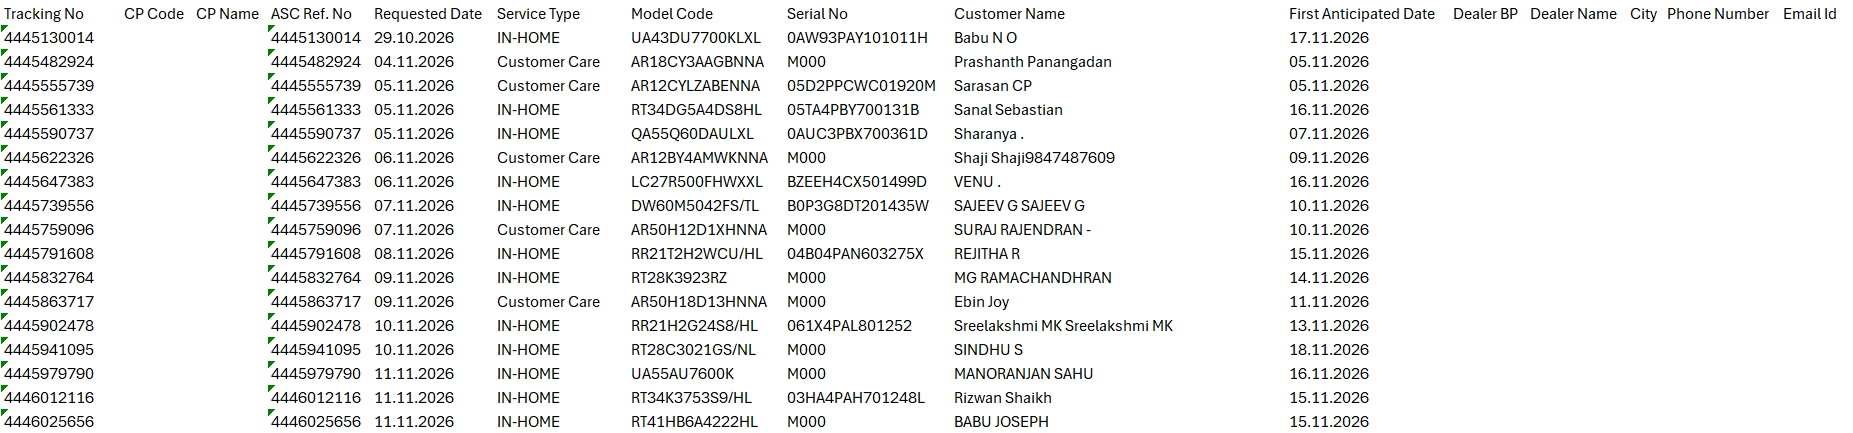 Tracking No CP Code CP Name ASC Ref. No Requested Date Service Type Model Code Serial No Customer Name First Anticipated Date Dealer BP Dealer Name City Phone Number Email Id
4445130014 4445130014 29.10.2026 IN-HOME UA43DU7700KLXL 0AW93PAY101011H Babu N O 17.11.2026
4445482924 4445482924 04.11.2026 Customer Care AR18CY3AAGBNNA M000 Prashanth Panangadan 05.11.2026
4445555739 4445555739 05.11.2026 Customer Care AR12CYLZABENNA 05D2PPCWC01920M Sarasan CP 05.11.2026
4445561333 4445561333 05.11.2026 IN-HOME RT34DG5A4DS8HL 05TA4PBY700131B Sanal Sebastian 16.11.2026
4445590737 4445590737 05.11.2026 IN-HOME QA55Q60DAULXL 0AUC3PBX700361D Sharanya . 07.11.2026
4445622326 4445622326 06.11.2026 Customer Care AR12BY4AMWKNNA M000 Shaji Shaji9847487609 09.11.2026
4445647383 4445647383 06.11.2026 IN-HOME LC27R500FHWXXL BZEEH4CX501499D VENU . 16.11.2026
4445739556 4445739556 07.11.2026 IN-HOME DW60M5042FS/TL B0P3G8DT201435W SAJEEV G SAJEEV G 10.11.2026
4445759096 4445759096 07.11.2026 Customer Care AR50H12D1XHNNA M000 SURAJ RAJENDRAN - 10.11.2026
4445791608 4445791608 08.11.2026 IN-HOME RR21T2H2WCU/HL 04B04PAN603275X REJITHA R 15.11.2026
4445832764 4445832764 09.11.2026 IN-HOME RT28K3923RZ M000 MG RAMACHANDHRAN 14.11.2026
4445863717 4445863717 09.11.2026 Customer Care AR50H18D13HNNA M000 Ebin Joy 11.11.2026
4445902478 4445902478 10.11.2026 IN-HOME RR21H2G24S8/HL 061X4PAL801252 Sreelakshmi MK Sreelakshmi MK 13.11.2026
4445941095 4445941095 10.11.2026 IN-HOME RT28C3021GS/NL M000 SINDHU S 18.11.2026
4445979790 4445979790 11.11.2026 IN-HOME UA55AU7600K M000 MANORANJAN SAHU 16.11.2026
4446012116 4446012116 11.11.2026 IN-HOME RT34K3753S9/HL 03HA4PAH701248L Rizwan Shaikh 15.11.2026
4446025656 4446025656 11.11.2026 IN-HOME RT41HB6A4222HL M000 BABU JOSEPH 15.11.2026